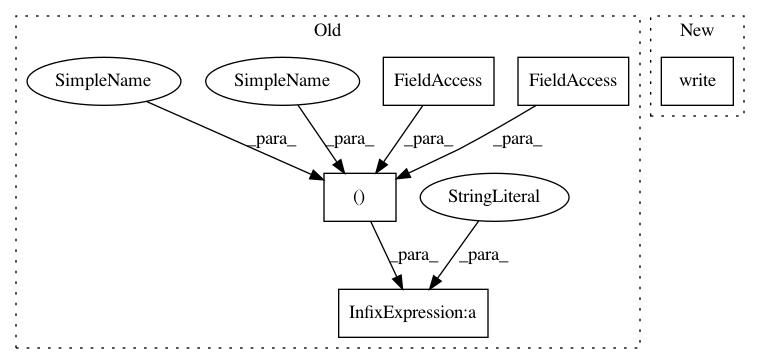 Old
New
SimpleName
SimpleName
FieldAccess
FieldAccess
write
_para_
_para_
_para_
_para_
()
StringLiteral
_para_
_para_
InfixExpression:a